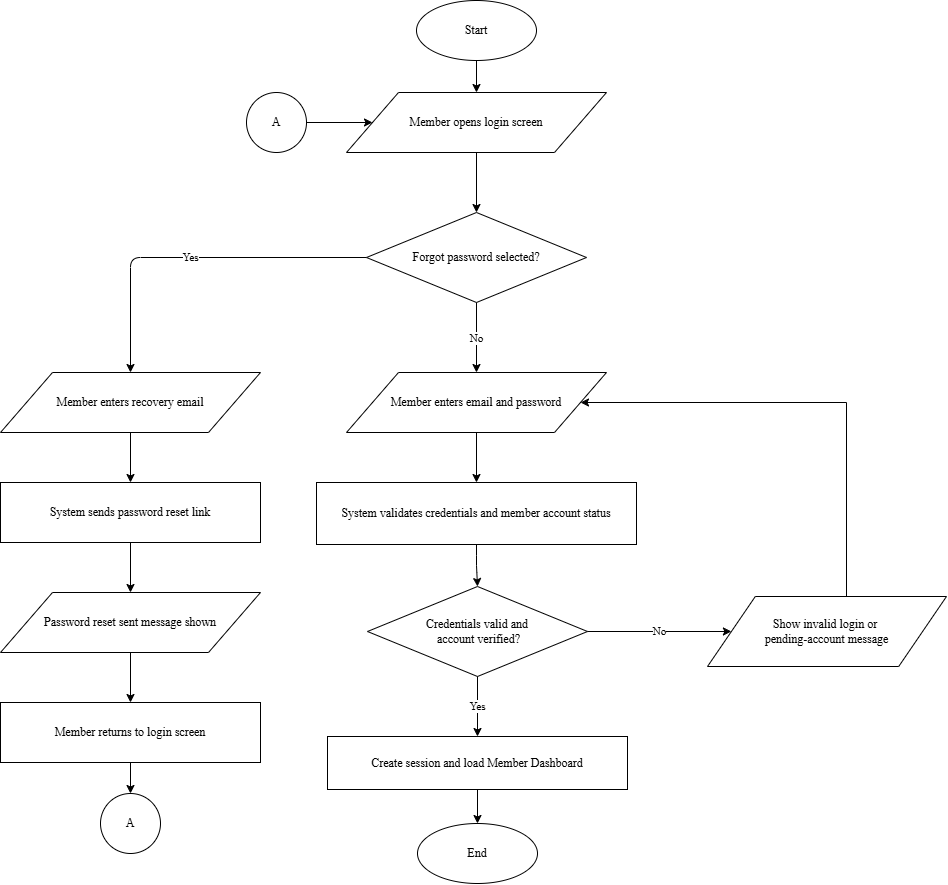 Start
A
Member opens login screen
Forgot password selected?
Yes
No
Member enters recovery email
Member enters email and password
System sends password reset link
System validates credentials and member account status
Password reset sent message shown
Credentials valid and
account verified?
No
Show invalid login or
pending-account message
Yes
Member returns to login screen
Create session and load Member Dashboard
A
End